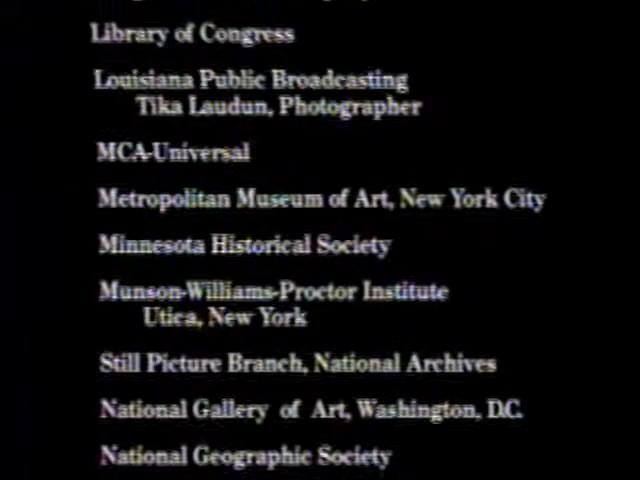 Library of Congress
Louisiana Public Broadcasting
Tika Laudun, Photographer
MCA-Universal
Metropolitan Museum of Art, New York City
Minnesota Historical Society
Munson-Williams-Proctor Institute
Utica, New York
Still Picture Branch, National Archives
National Gallery of Art, Washington, D.C.
National Geographic Society